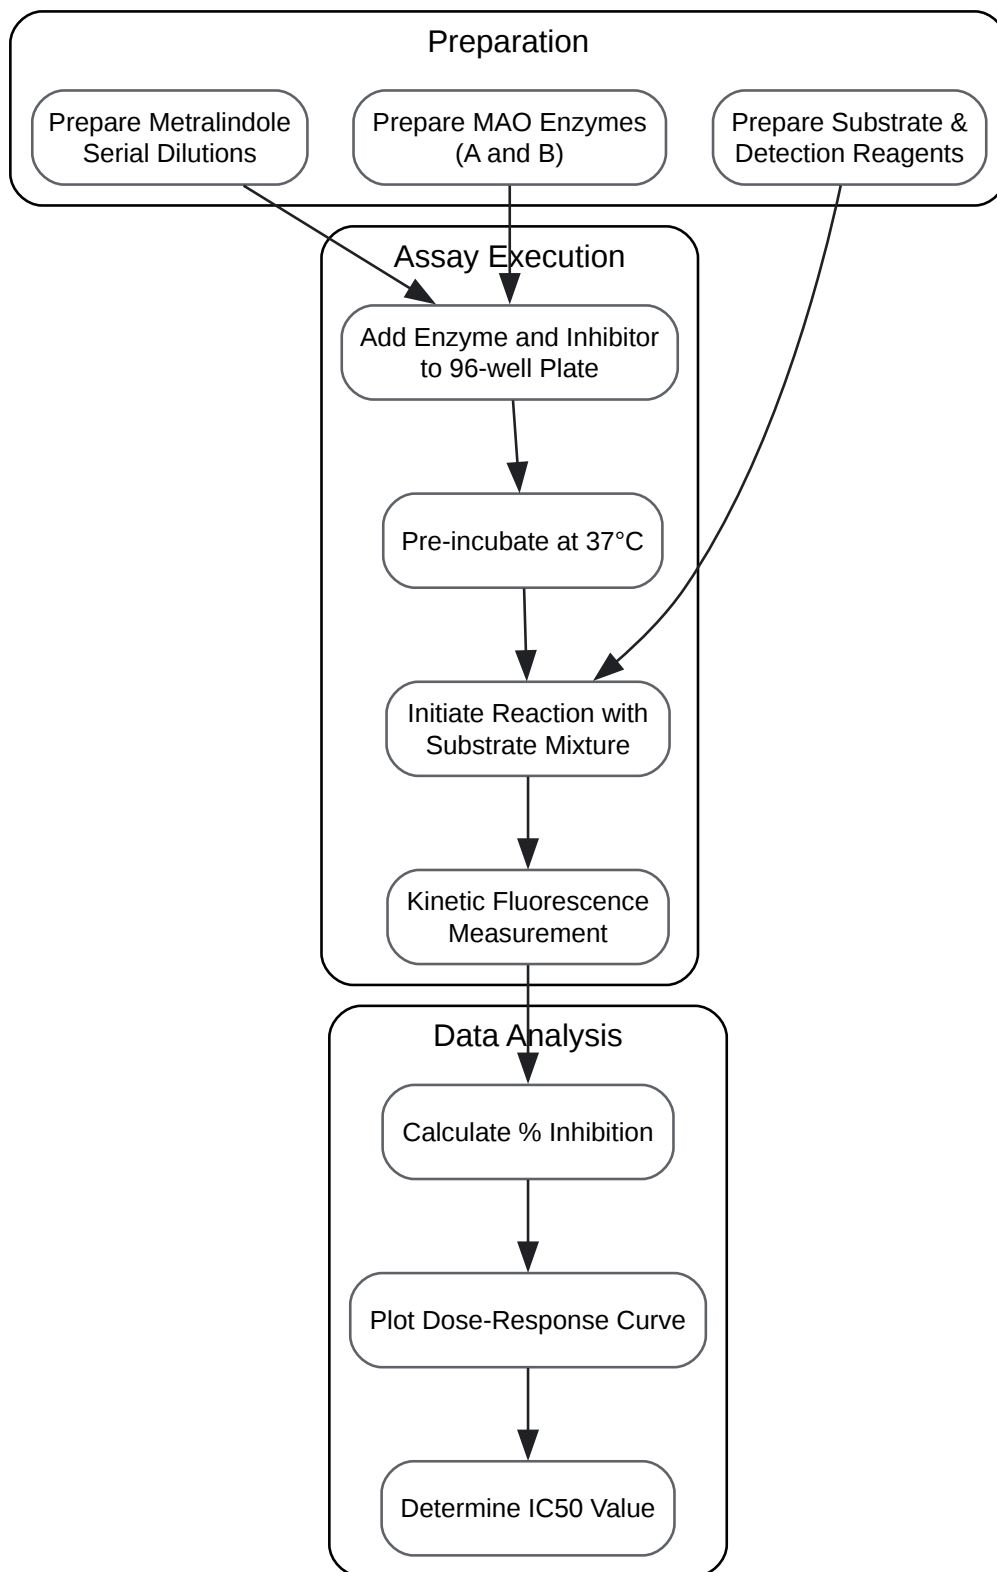 Preparation
Prepare Metralindole
Serial Dilutions
Prepare MAO Enzymes
(A and B)
Prepare Substrate &
Detection Reagents
Assay Execution
Add Enzyme and Inhibitor
to 96-well Plate
Pre-incubate at 37°C
Initiate Reaction with
Substrate Mixture
Kinetic Fluorescence
Measurement
Data Analysis
Calculate % Inhibition
Plot Dose-Response Curve
Determine IC50 Value